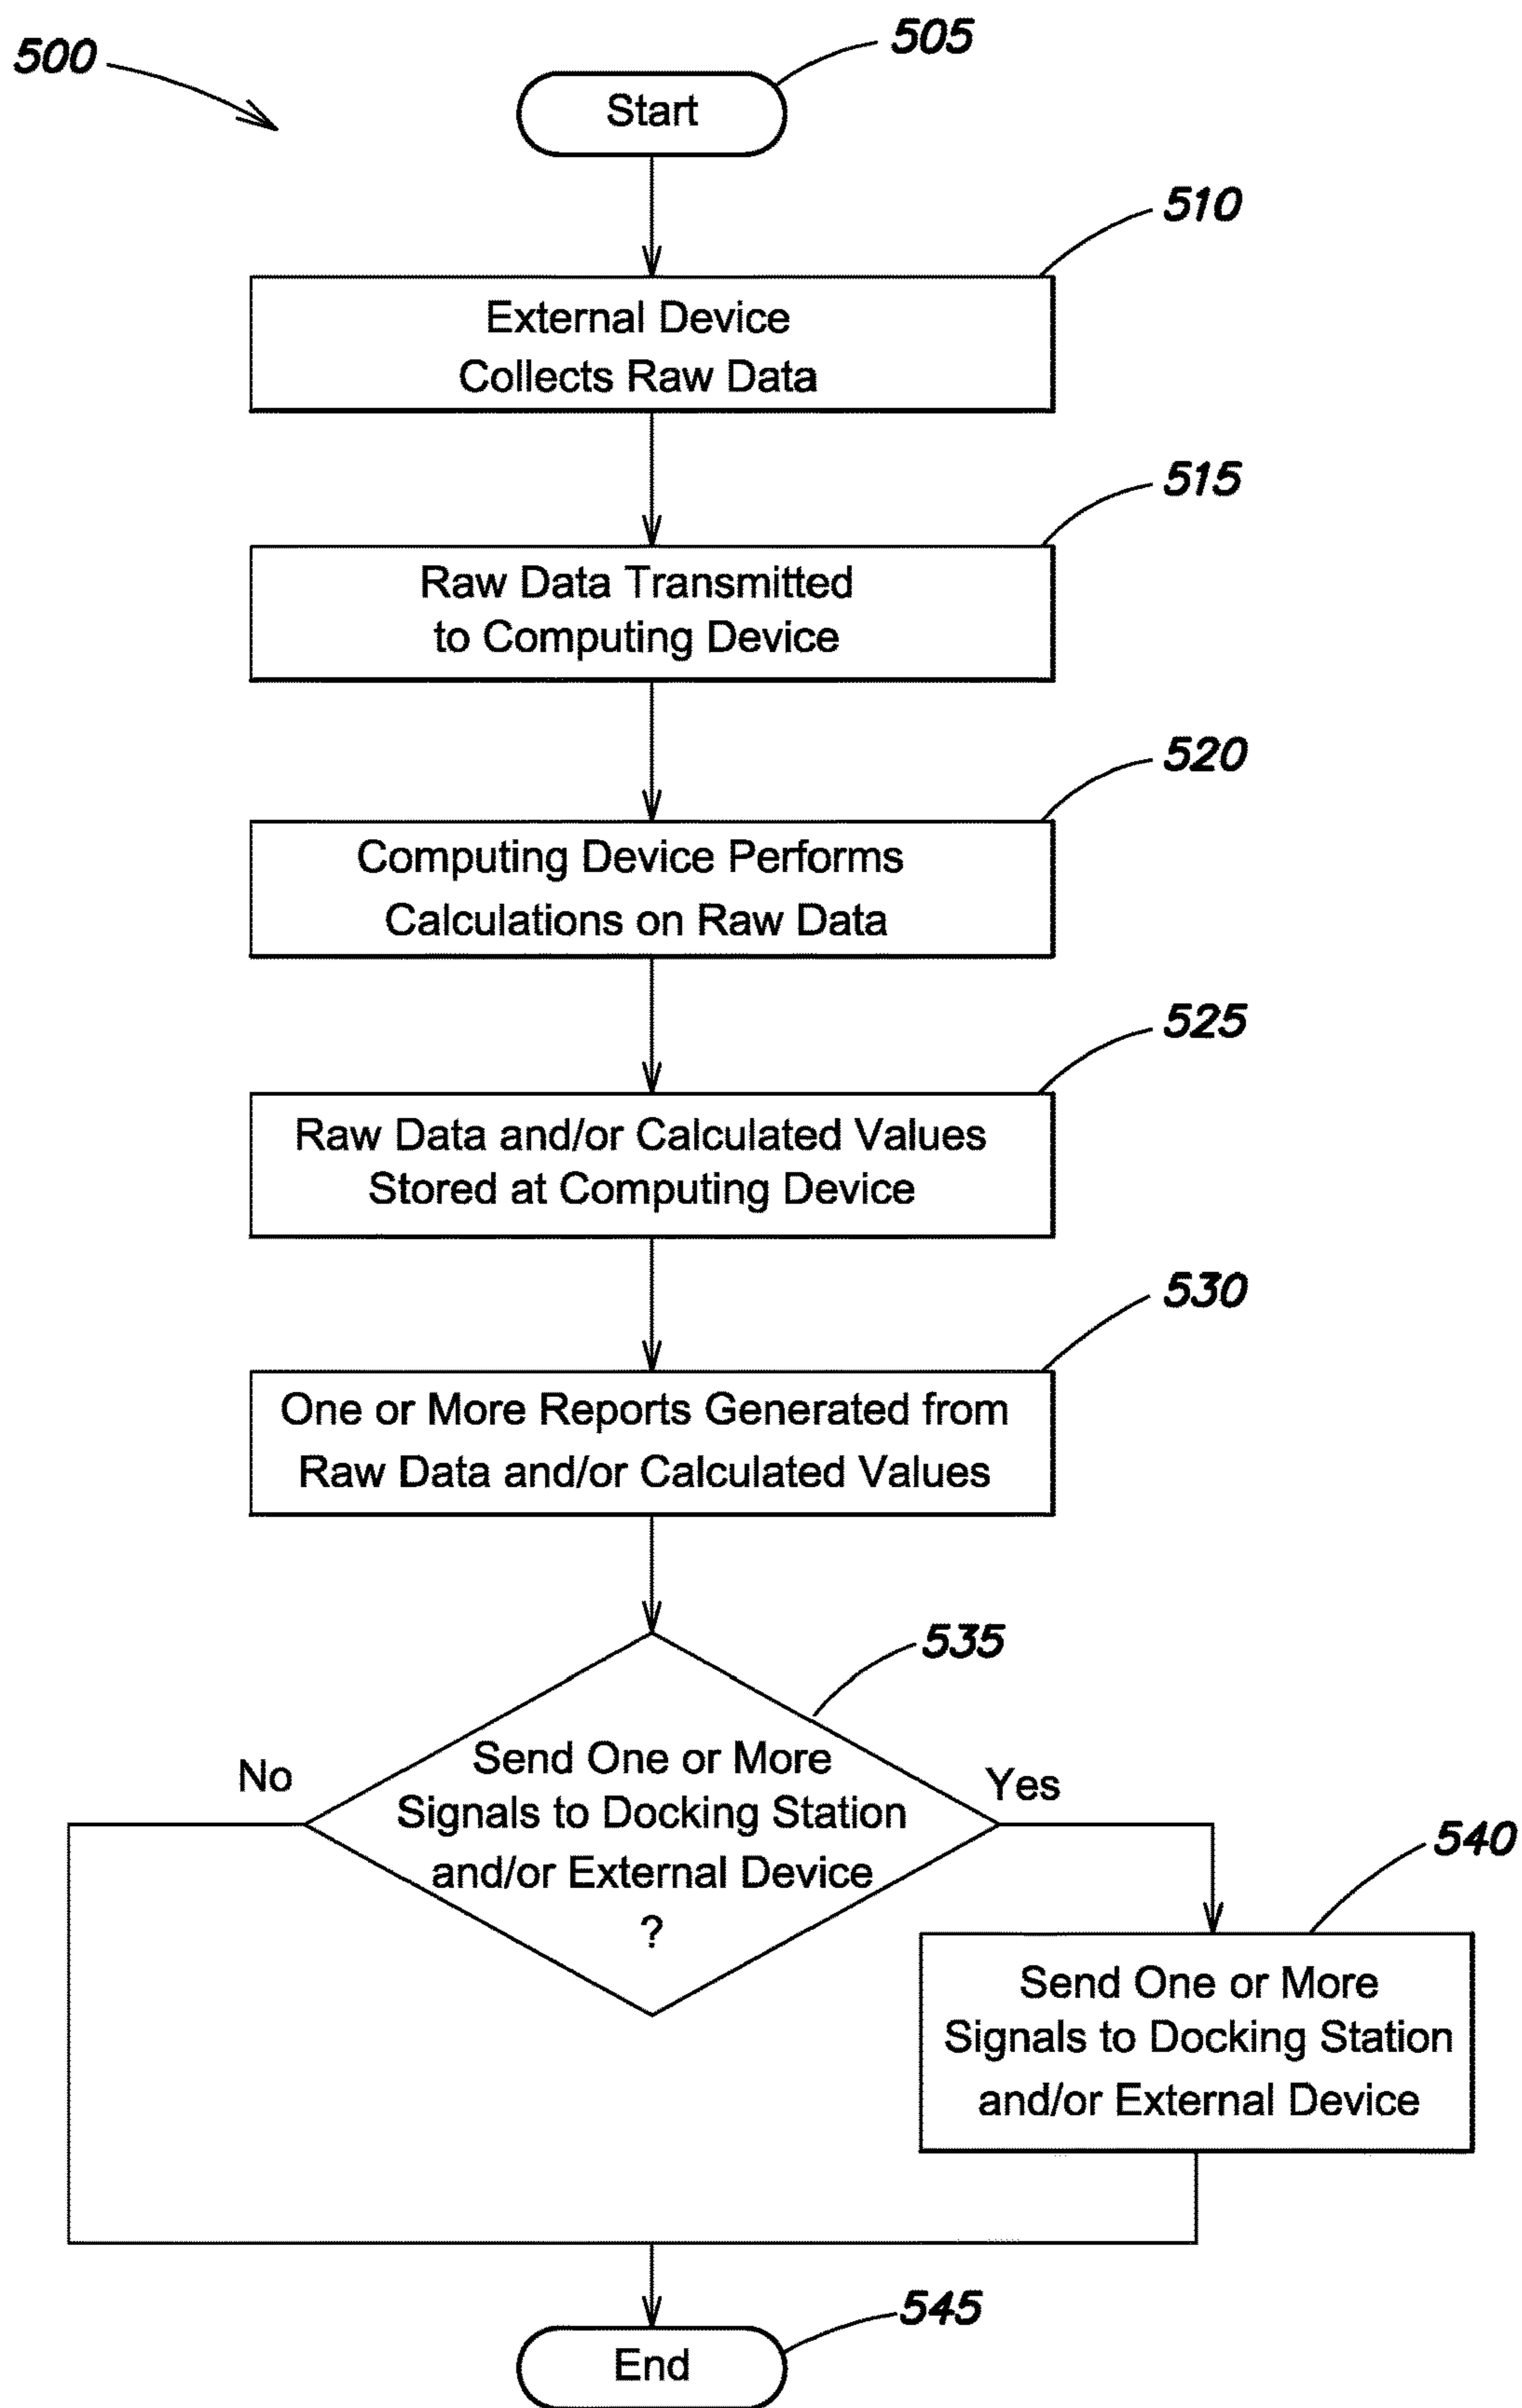 500
505
Start
510
External Device
Collects Raw Data
515
Raw Data Transmitted
to Computing Device
520
Computing Device Performs
Calculations on Raw Data
525
Raw Data and/or Calculated Values
Stored at Computing Device
530
One or More Reports Generated from
Raw Data and/or Calculated Values
535
Send One or More
Signals to Docking Station
and/or External Device
?
No
Yes
540
Send One or More
Signals to Docking Station
and/or External Device
545
End